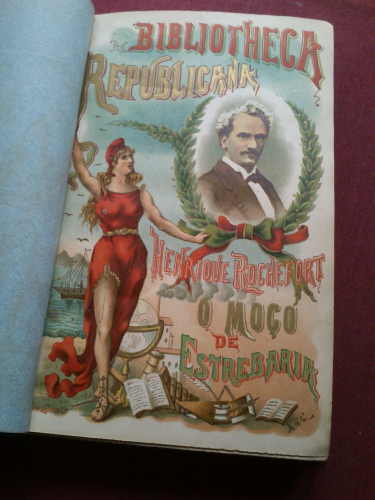 BIBLIOTHECA
REPUBLICANA
HENRIQUE ROCHEFORT
O MOÇO
DE
ESTREBARIA